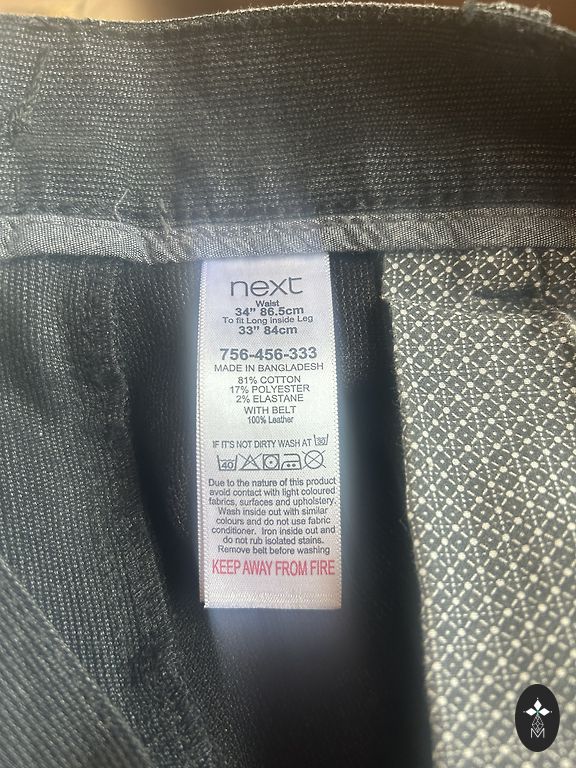 next
Waist
34" 86.5cm
To fit Long Inside Leg
33" 84cm
756-456-333
MADE IN BANGLADESH
81% COTTON
17% POLYESTER
2% ELASTANE
WITH BELT
100% Leather
IF IT'S NOT DIRTY WASH AT 30
40
Due to the nature of this product
avoid contact with light coloured
fabrics, surfaces and upholstery.
Wash inside out with similar
colours and do not use fabric
conditioner. Iron inside out and
do not rub isolated stains.
Remove belt before washing
KEEP AWAY FROM FIRE
M